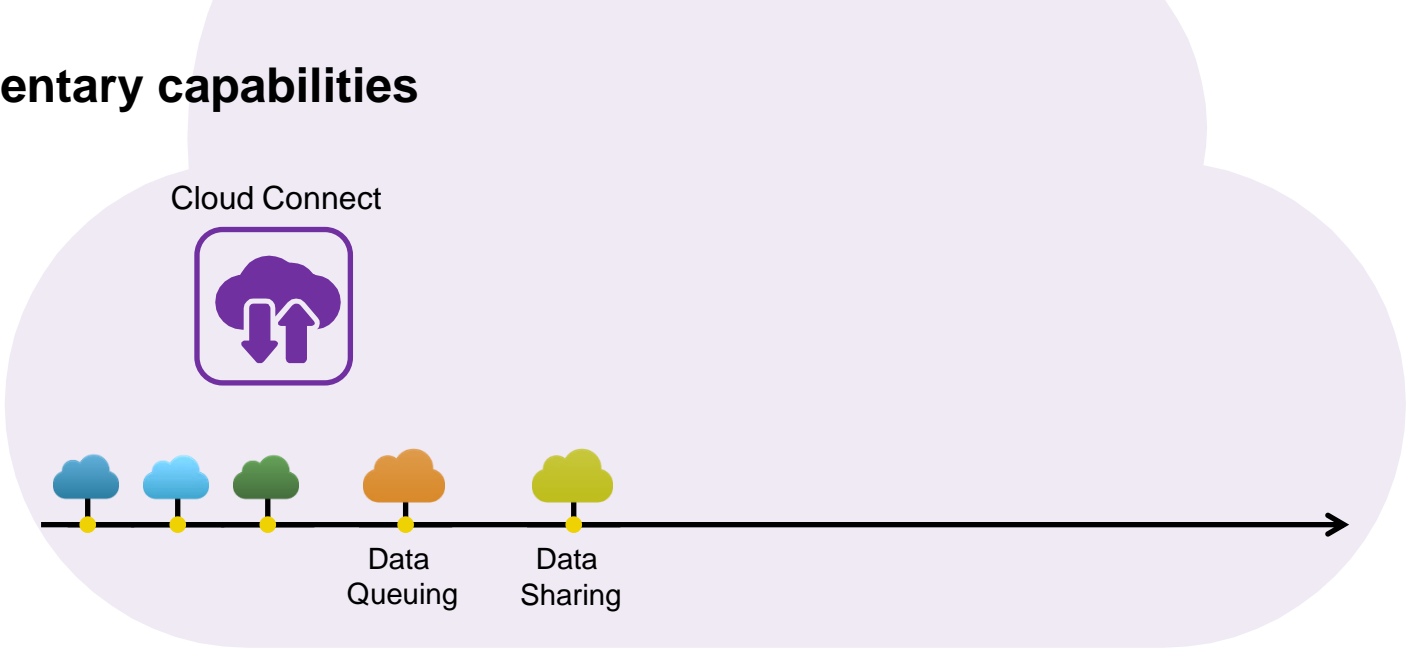 entary capabilities
Cloud Connect
Data
Queuing
Data
Sharing